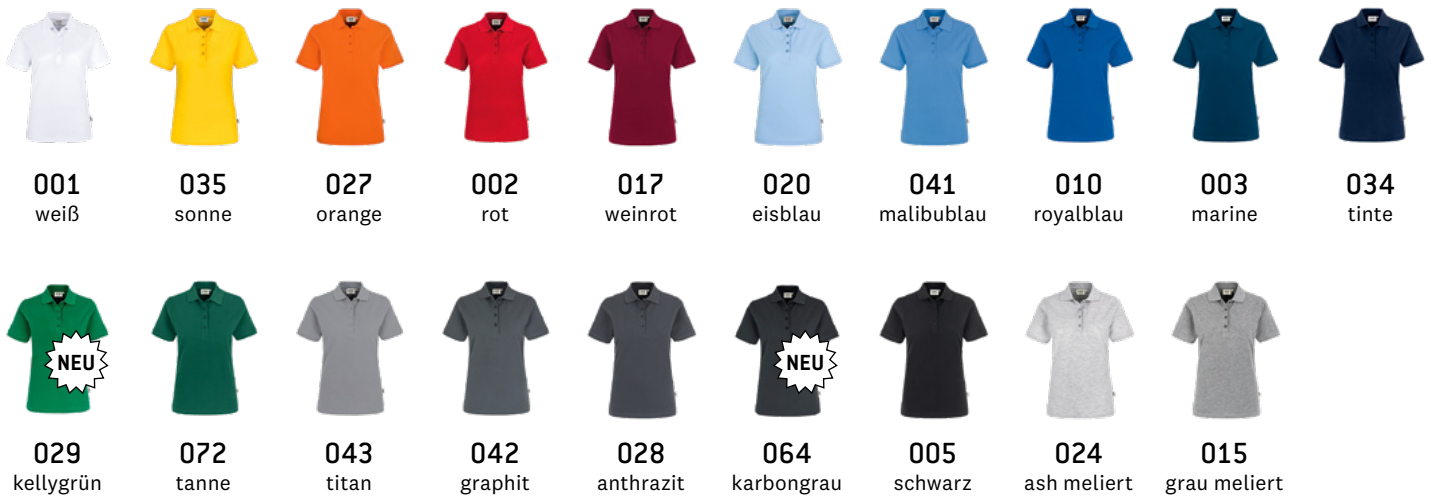 001 035 027 002 017 020 041 010 003 034
weiß sonne orange rot weinrot eisblau malibublau royalblau marine tinte
NEU NEU
029 072 043 042 028 064 005 024 015
kellygrün tanne titan graphit anthrazit karbongrau schwarz ash meliert grau meliert